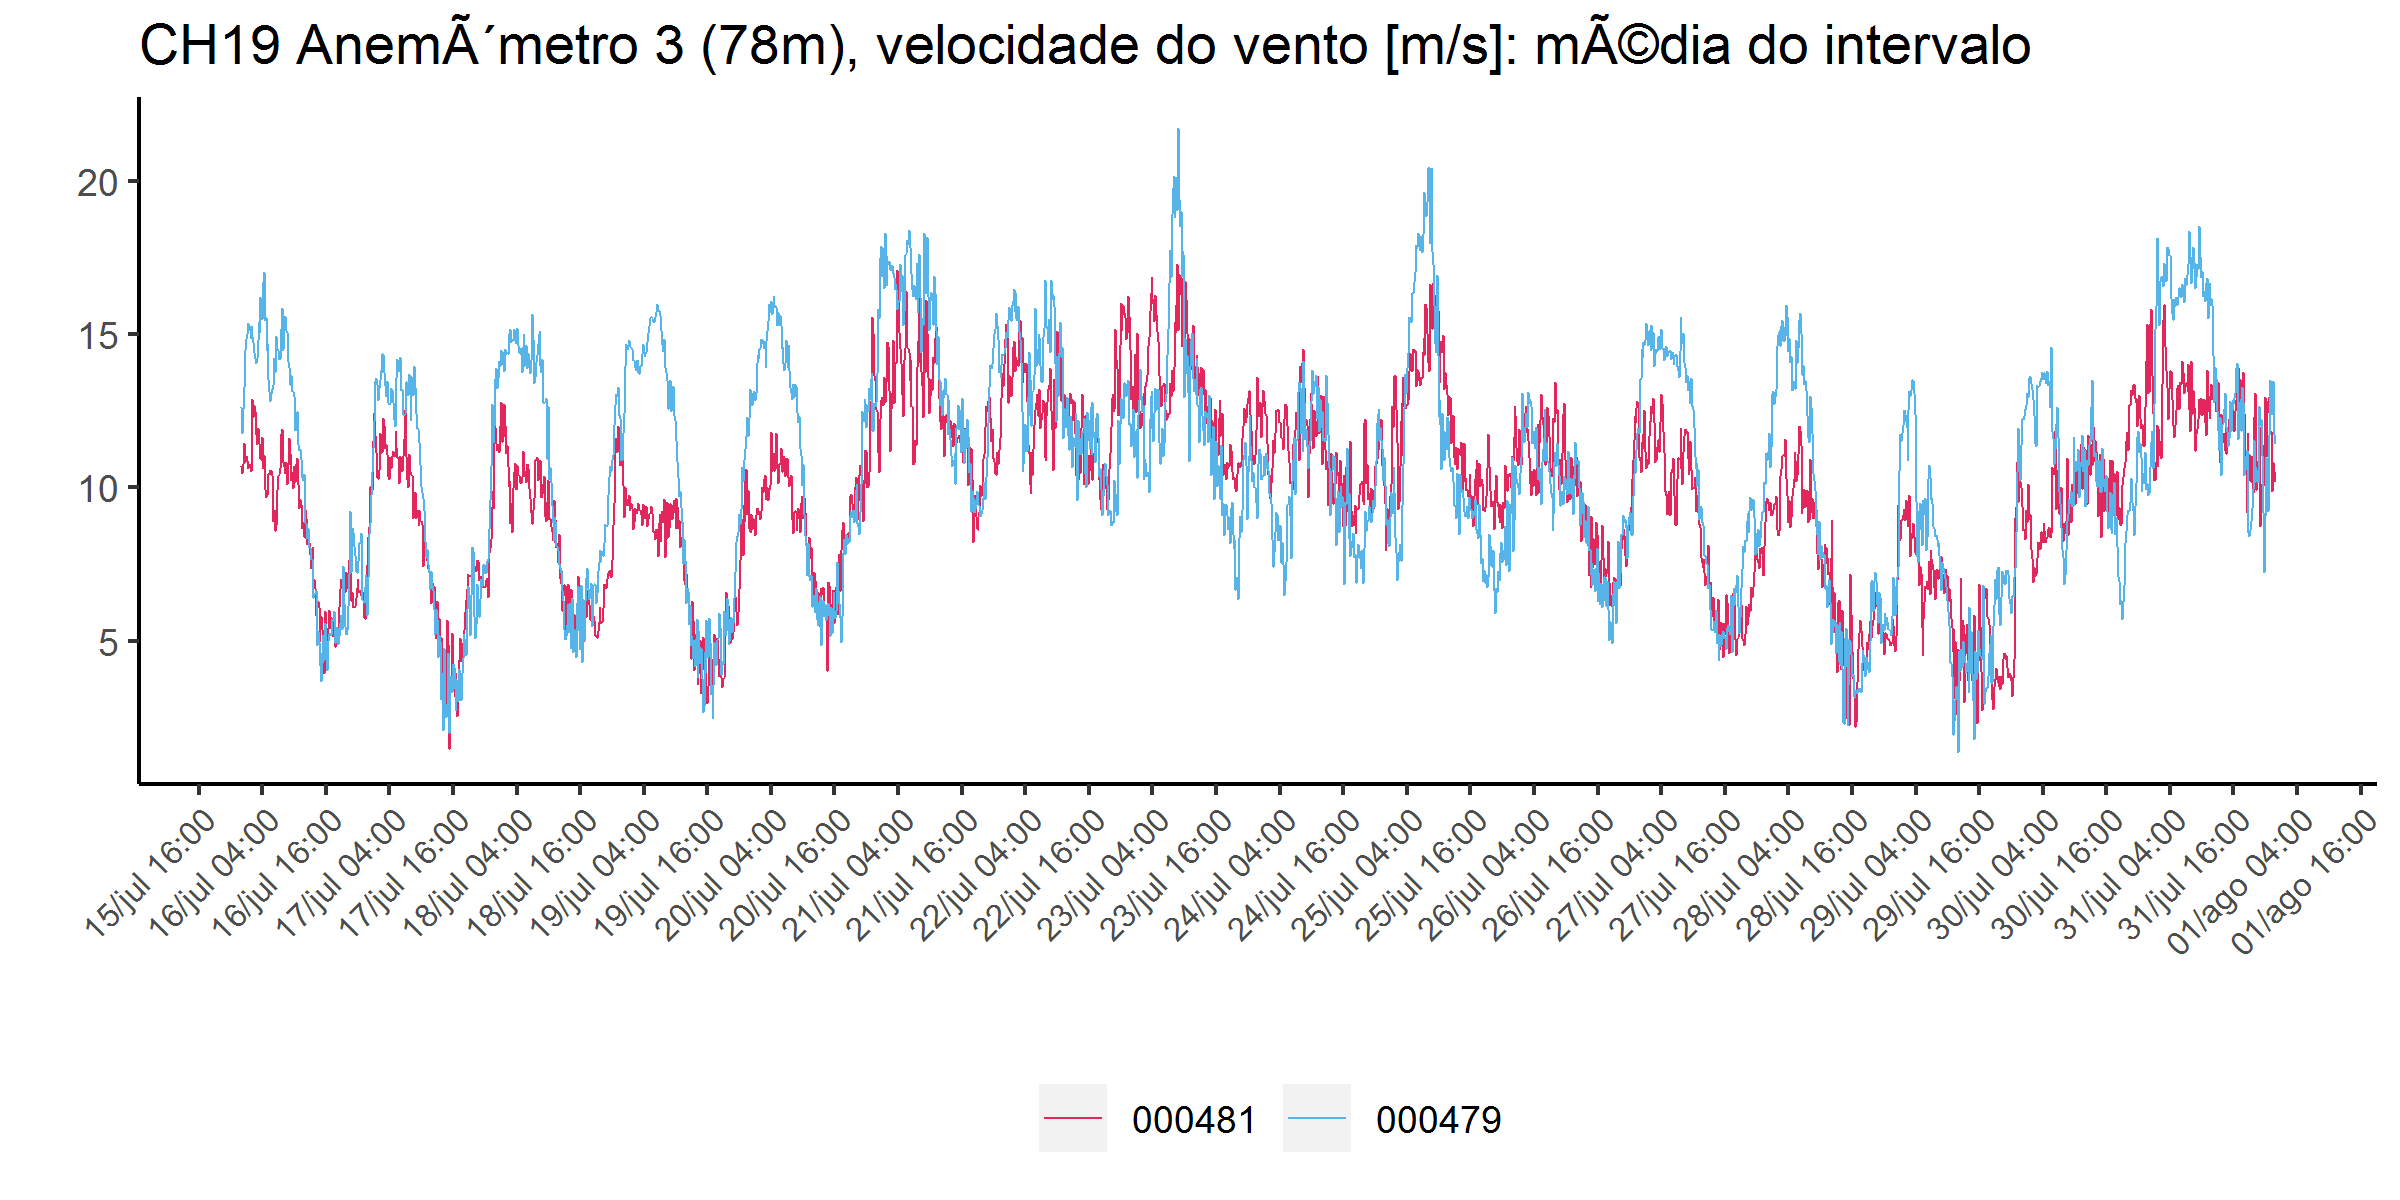 CH19 AnemÃ´metro 3 (78m), velocidade do vento [m/s]: mÃ©dia do intervalo
20
15
10
5
15/jul 16:00
16/jul 04:00
16/jul 16:00
17/jul 04:00
17/jul 16:00
18/jul 04:00
18/jul 16:00
19/jul 04:00
19/jul 16:00
20/jul 04:00
20/jul 16:00
21/jul 04:00
21/jul 16:00
22/jul 04:00
22/jul 16:00
23/jul 04:00
23/jul 16:00
24/jul 04:00
24/jul 16:00
25/jul 04:00
25/jul 16:00
26/jul 04:00
26/jul 16:00
27/jul 04:00
27/jul 16:00
28/jul 04:00
28/jul 16:00
29/jul 04:00
29/jul 16:00
30/jul 04:00
30/jul 16:00
31/jul 04:00
31/jul 16:00
01/ago 04:00
01/ago 16:00
000481
000479